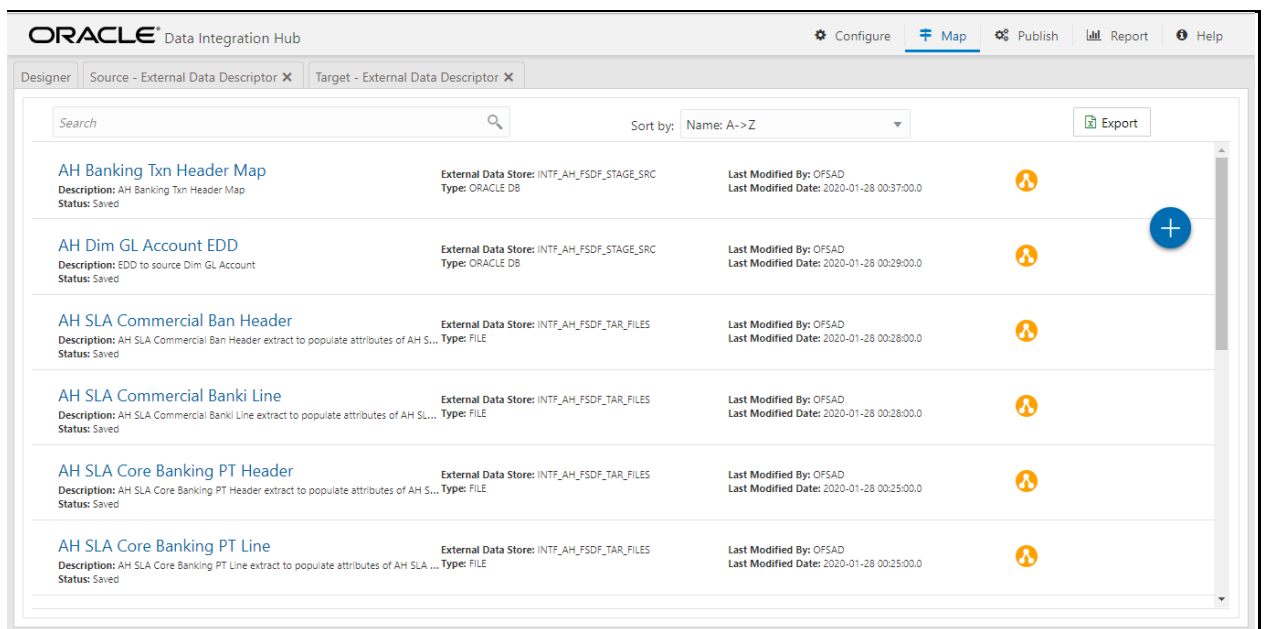 ORACLE® Data Integration Hub
Configure Map Publish Report Help
Designer Source - External Data Descriptor ✕ Target - External Data Descriptor ✕
Search Sort by: Name: A->Z Export
AH Banking Txn Header Map
Description: AH Banking Txn Header Map
Status: Saved
External Data Store: INTF_AH_FSDF_STAGE_SRC
Type: ORACLE DB
Last Modified By: OFSAD
Last Modified Date: 2020-01-28 00:37:00.0
AH Dim GL Account EDD
Description: EDD to source Dim GL Account
Status: Saved
External Data Store: INTF_AH_FSDF_STAGE_SRC
Type: ORACLE DB
Last Modified By: OFSAD
Last Modified Date: 2020-01-28 00:29:00.0
AH SLA Commercial Ban Header
Description: AH SLA Commercial Ban Header extract to populate attributes of AH S...
Status: Saved
External Data Store: INTF_AH_FSDF_TAR_FILES
Type: FILE
Last Modified By: OFSAD
Last Modified Date: 2020-01-28 00:28:00.0
AH SLA Commercial Banki Line
Description: AH SLA Commercial Banki Line extract to populate attributes of AH SL...
Status: Saved
External Data Store: INTF_AH_FSDF_TAR_FILES
Type: FILE
Last Modified By: OFSAD
Last Modified Date: 2020-01-28 00:28:00.0
AH SLA Core Banking PT Header
Description: AH SLA Core Banking PT Header extract to populate attributes of AH S...
Status: Saved
External Data Store: INTF_AH_FSDF_TAR_FILES
Type: FILE
Last Modified By: OFSAD
Last Modified Date: 2020-01-28 00:25:00.0
AH SLA Core Banking PT Line
Description: AH SLA Core Banking PT Line extract to populate attributes of AH SLA ...
Status: Saved
External Data Store: INTF_AH_FSDF_TAR_FILES
Type: FILE
Last Modified By: OFSAD
Last Modified Date: 2020-01-28 00:25:00.0